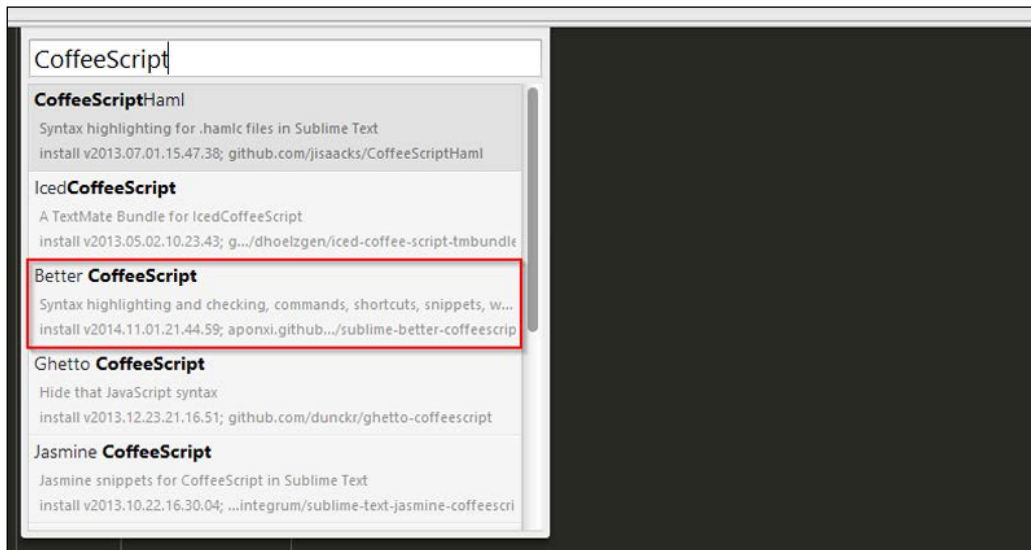 CoffeeScript
CoffeeScriptHaml
Syntax highlighting for .hamlc files in Sublime Text
install v2013.07.01.15.47.38; github.com/jisaacks/CoffeeScriptHaml
IcedCoffeeScript
A TextMate Bundle for IcedCoffeeScript
install v2013.05.02.10.23.43; g.../dhoelzgen/iced-coffee-script-tmbundle
Better CoffeeScript
Syntax highlighting and checking, commands, shortcuts, snippets, w...
install v2014.11.01.21.44.59; aponxi.github.../sublime-better-coffeescrip
Ghetto CoffeeScript
Hide that JavaScript syntax
install v2013.12.23.21.16.51; github.com/dunckr/ghetto-coffeescript
Jasmine CoffeeScript
Jasmine snippets for CoffeeScript in Sublime Text
install v2013.10.22.16.30.04; ...integrum/sublime-text-jasmine-coffeescri